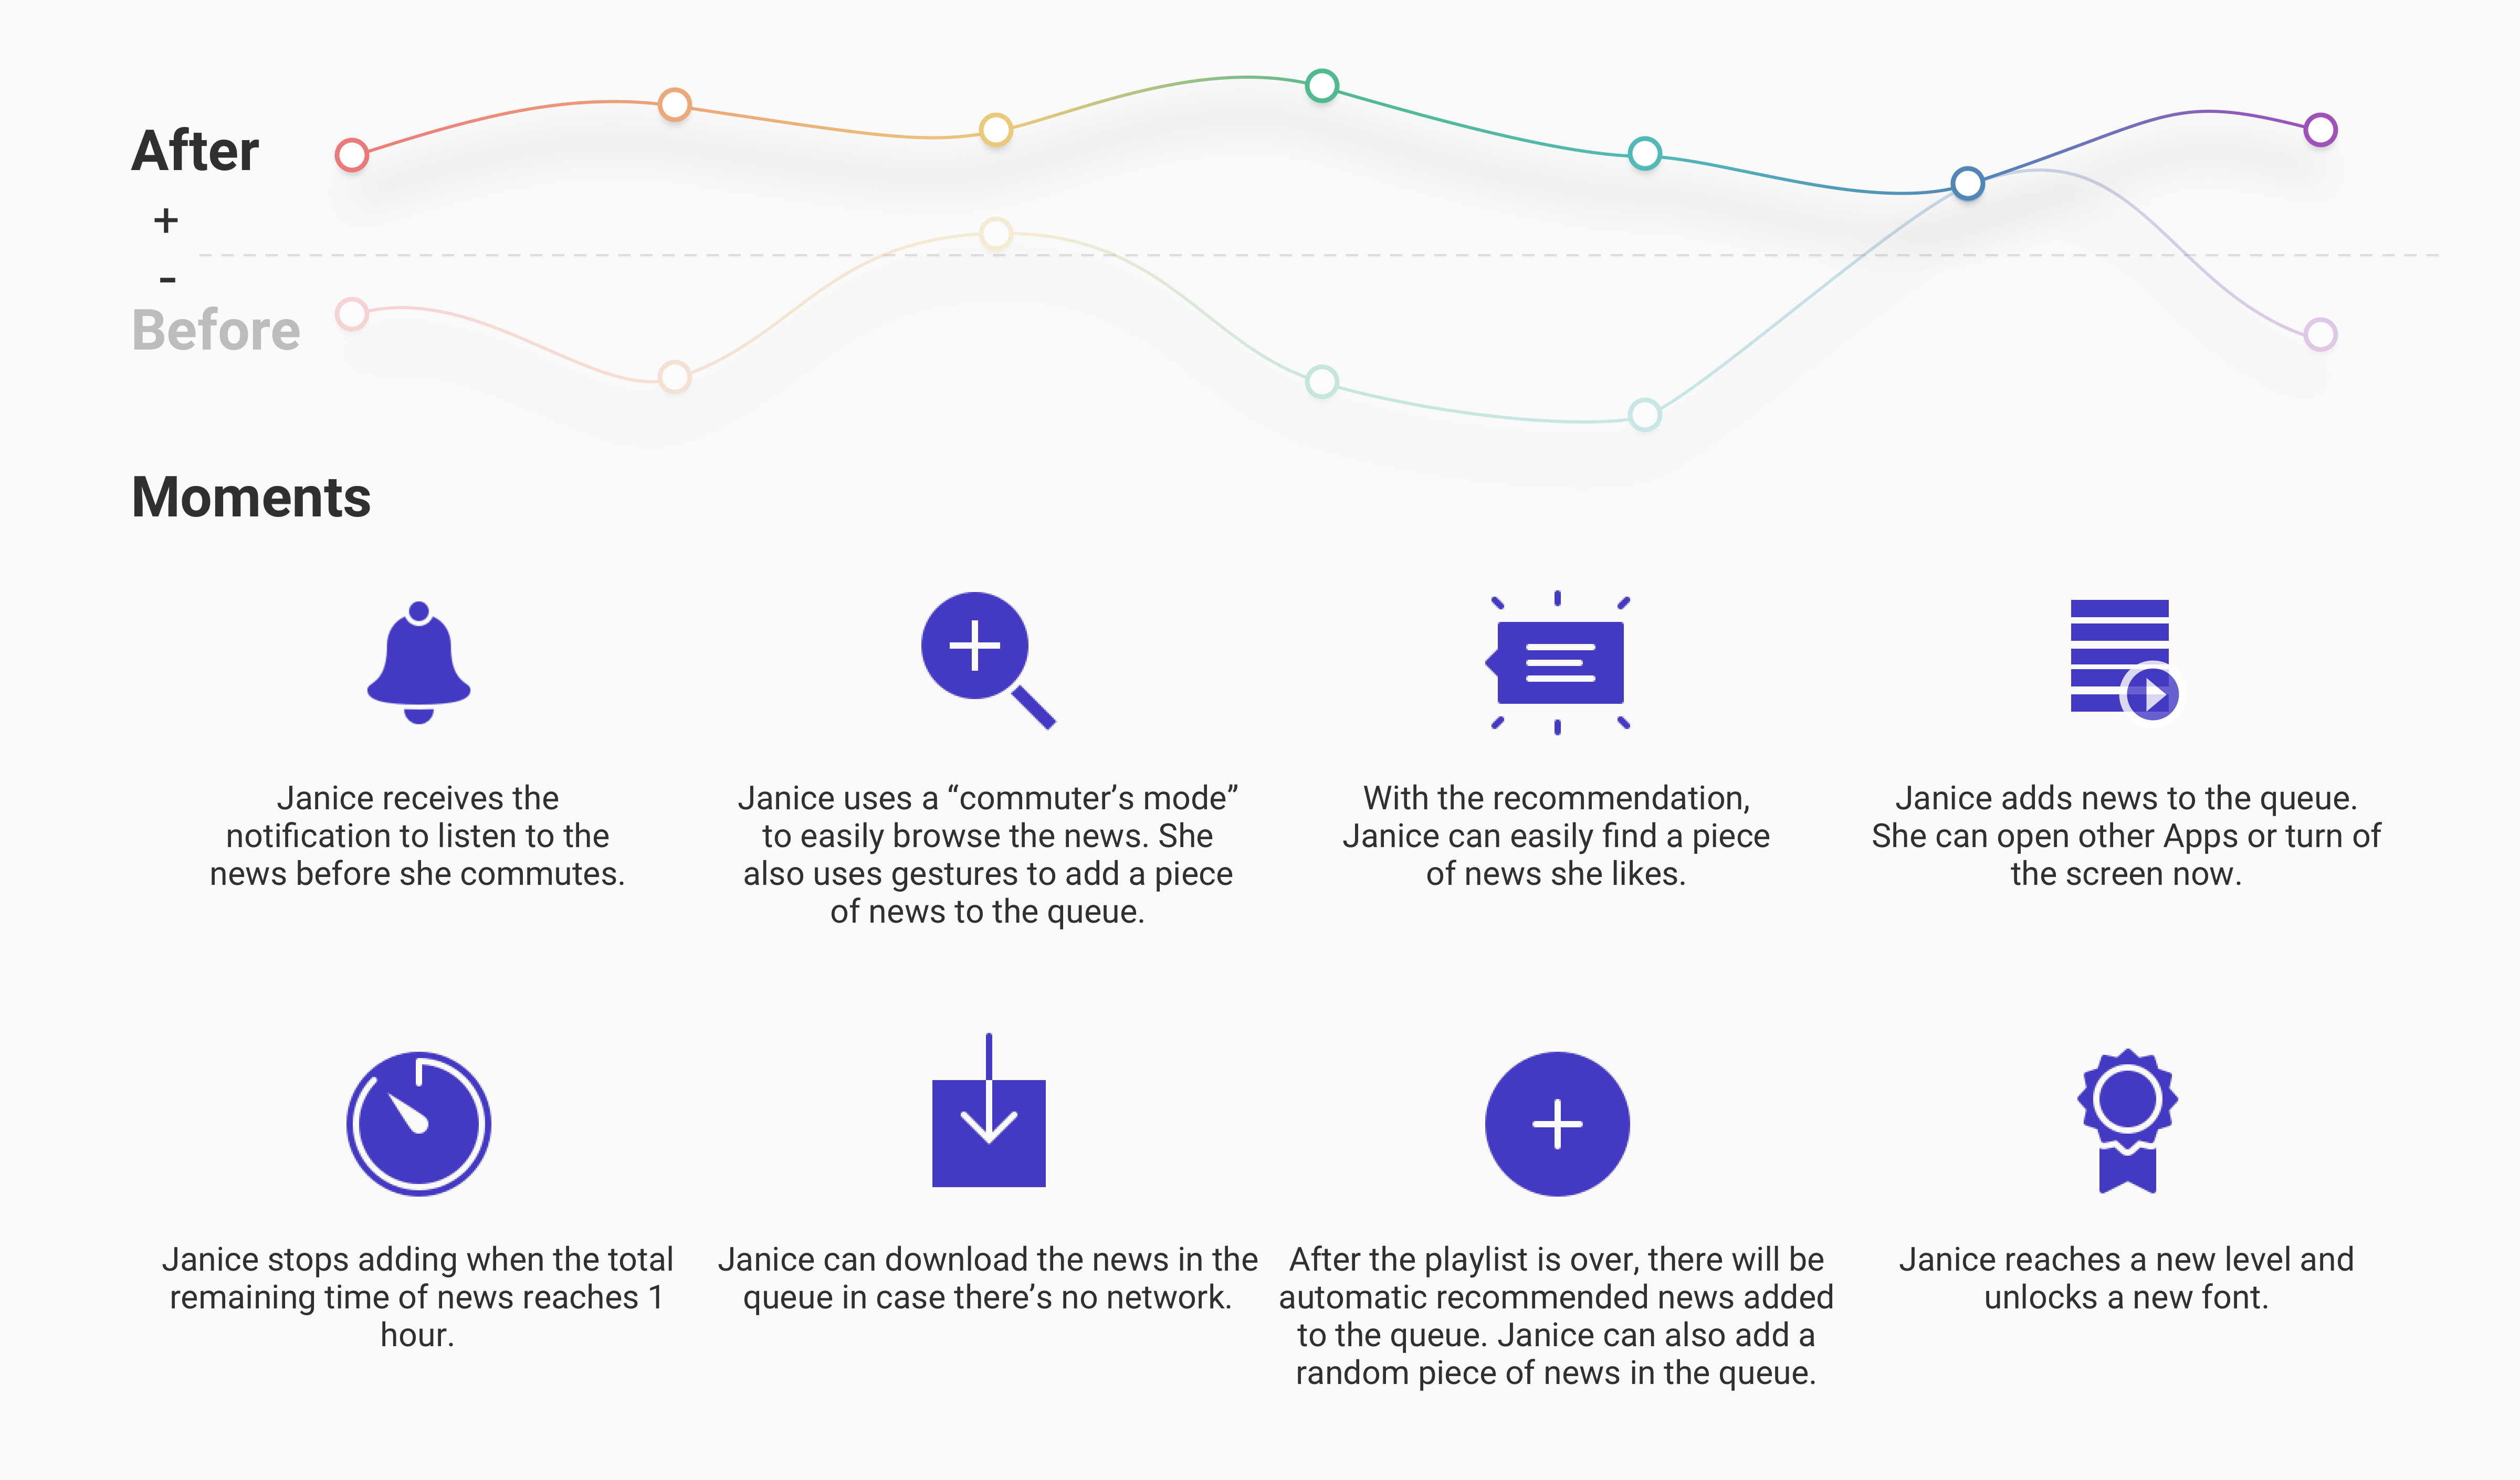 After
+
-
Before
Moments
Janice receives the
notification to listen to the
news before she commutes.
Janice uses a “commuter’s mode”
to easily browse the news. She
also uses gestures to add a piece
of news to the queue.
With the recommendation,
Janice can easily find a piece
of news she likes.
Janice adds news to the queue.
She can open other Apps or turn of
the screen now.
Janice stops adding when the total
remaining time of news reaches 1
hour.
Janice can download the news in the
queue in case there’s no network.
After the playlist is over, there will be
automatic recommended news added
to the queue. Janice can also add a
random piece of news in the queue.
Janice reaches a new level and
unlocks a new font.